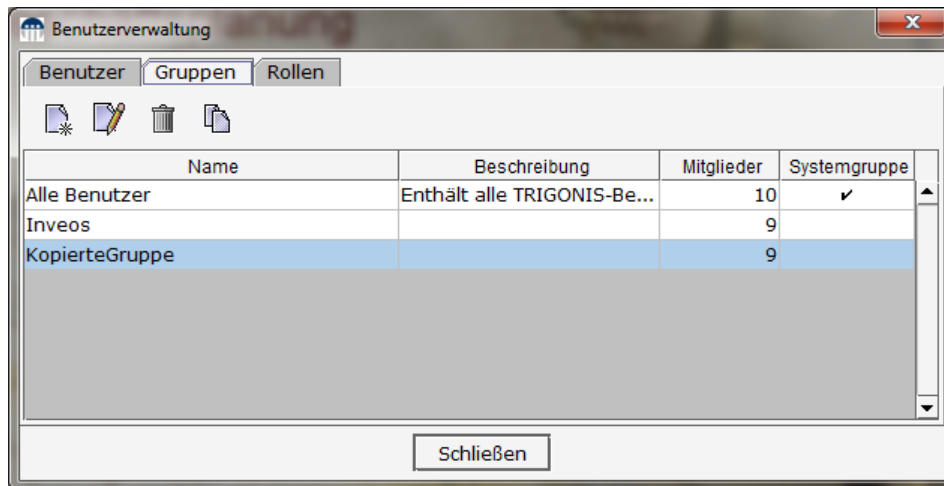 Benutzerverwaltung
Benutzer Gruppen Rollen
Name Beschreibung Mitglieder Systemgruppe
Alle Benutzer Enthält alle TRIGONIS-Be... 10 ✔
Inveos 9
KopierteGruppe 9
Schließen